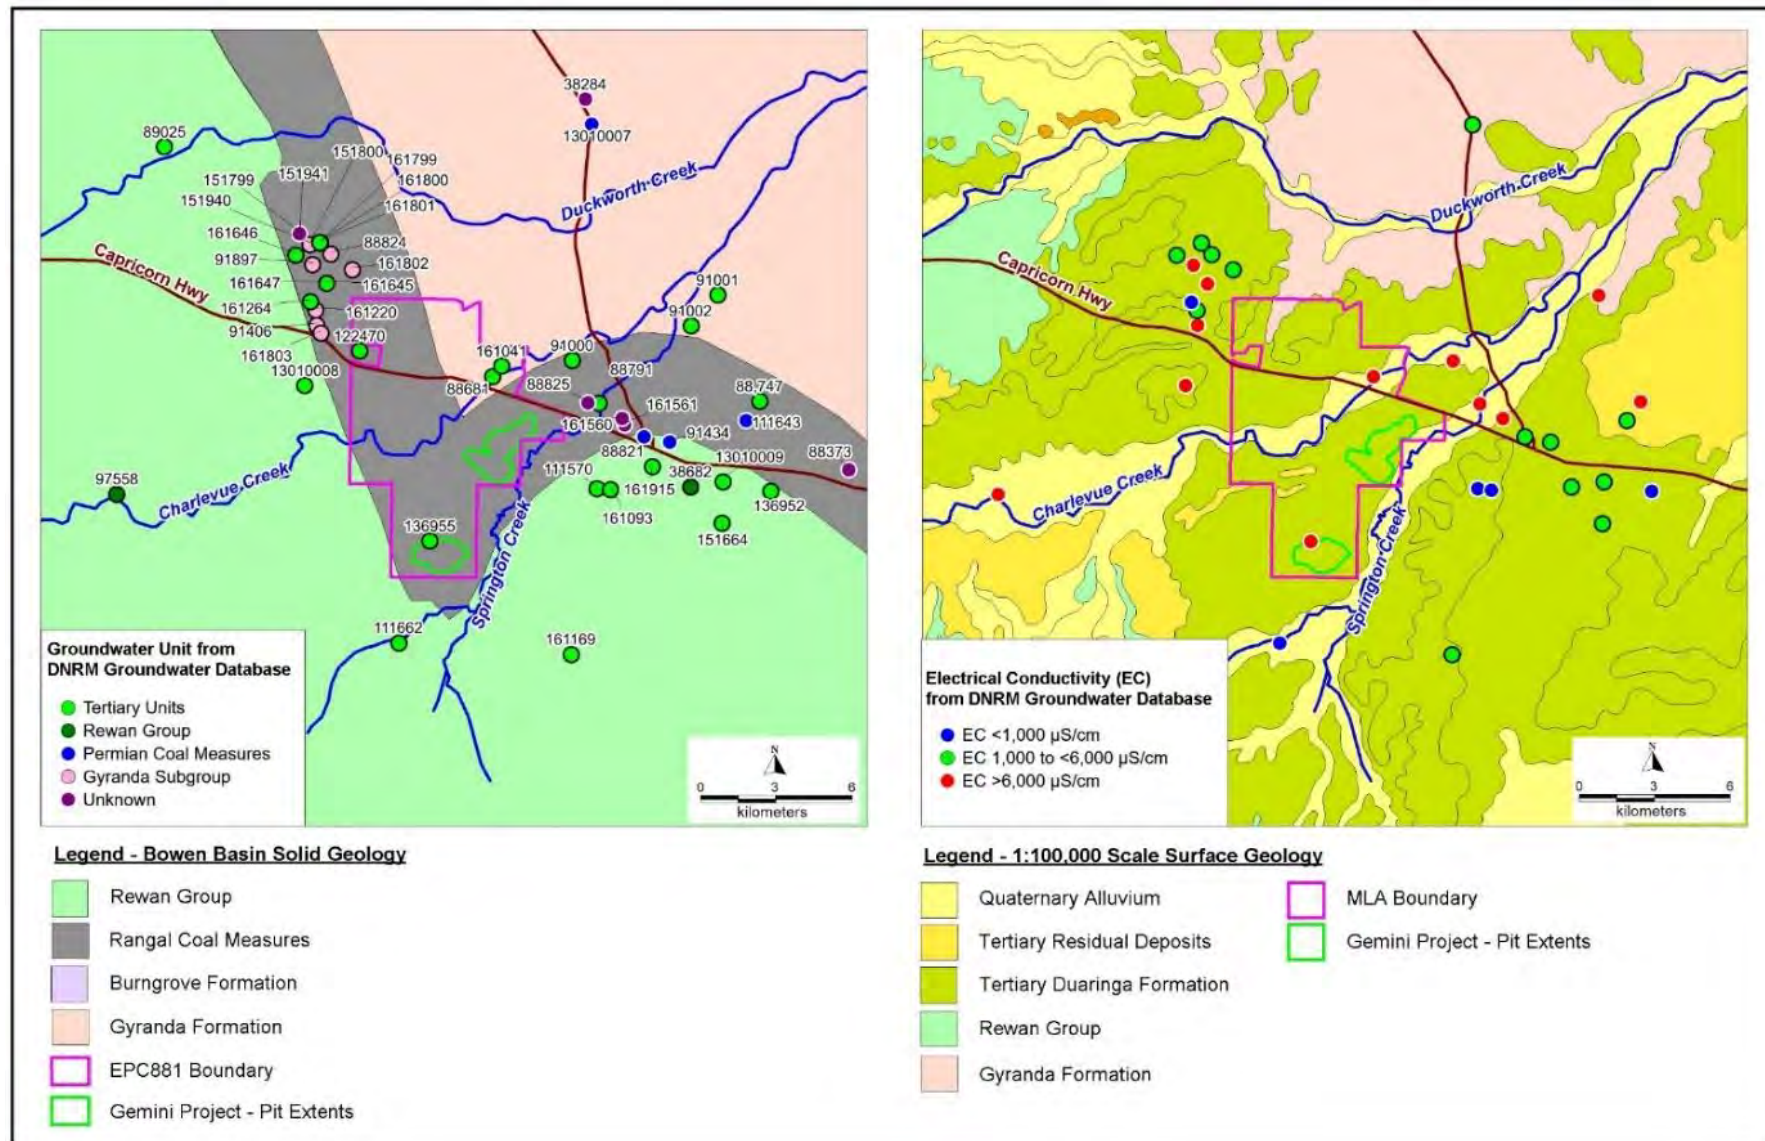 38284
13010007
89025
151800
161799
151941
161800
151799
161801
151940
Duckworth Creek
161646
88824
91897
161802
Capricorn Hwy
161647
161645
91001
161264
161220
91002
91406
122470
161803
161041
91000
13010008
88681
88825
88791
88,747
161561
161560
111643
91434
88821
13010009
88373
97558
111570
38682
Charlevue Creek
161915
136952
161093
136955
151664
Springton Creek
111662
161169
Groundwater Unit from
DNRM Groundwater Database
Tertiary Units
Rewan Group
Permian Coal Measures
Gyranda Subgroup
Unknown
N
0 3 6
kilometers
Legend - Bowen Basin Solid Geology
Rewan Group
Rangal Coal Measures
Burngrove Formation
Gyranda Formation
EPC881 Boundary
Gemini Project - Pit Extents
Duckworth Creek
Capricorn Hwy
Charlevue Creek
Springton Creek
Electrical Conductivity (EC)
from DNRM Groundwater Database
EC <1,000 µS/cm
EC 1,000 to <6,000 µS/cm
EC >6,000 µS/cm
N
0 3 6
kilometers
Legend - 1:100,000 Scale Surface Geology
Quaternary Alluvium
Tertiary Residual Deposits
Tertiary Duaringa Formation
Rewan Group
Gyranda Formation
MLA Boundary
Gemini Project - Pit Extents